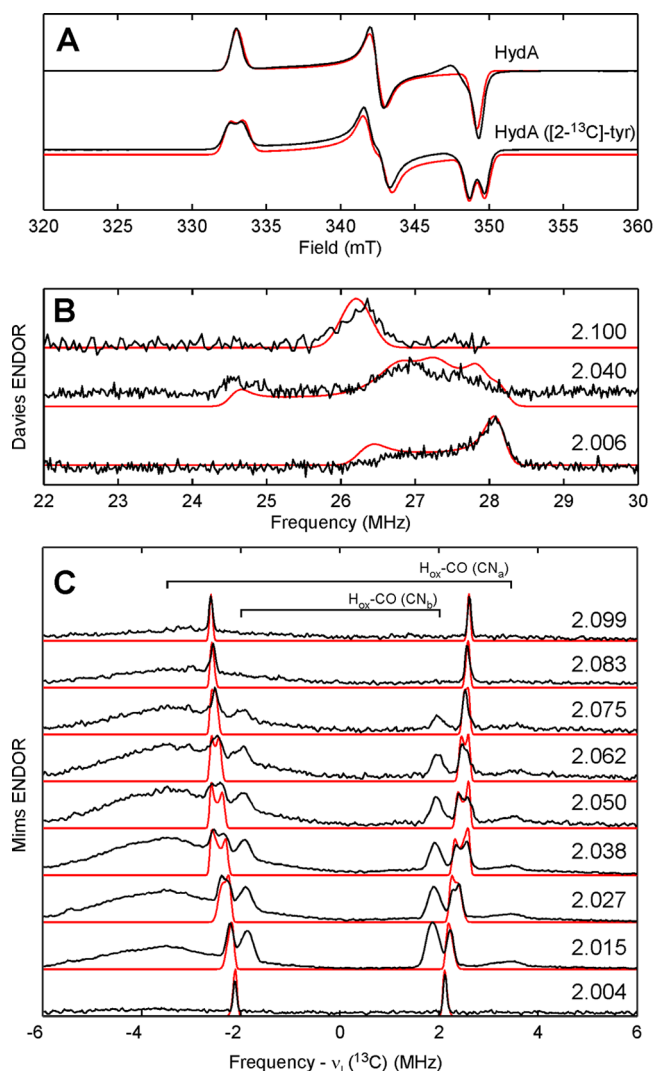 A
HydA
HydA ([2-¹³C]-tyr)
320 325 330 335 340 345 350 355 360
Field (mT)
B
Davies ENDOR
2.100
2.040
2.006
22 23 24 25 26 27 28 29 30
Frequency (MHz)
C
Mims ENDOR
Hₒₓ-CO (CNₐ)
Hₒₓ-CO (CN_b)
2.099
2.083
2.075
2.062
2.050
2.038
2.027
2.015
2.004
-6 -4 -2 0 2 4 6
Frequency - ν_L (¹³C) (MHz)